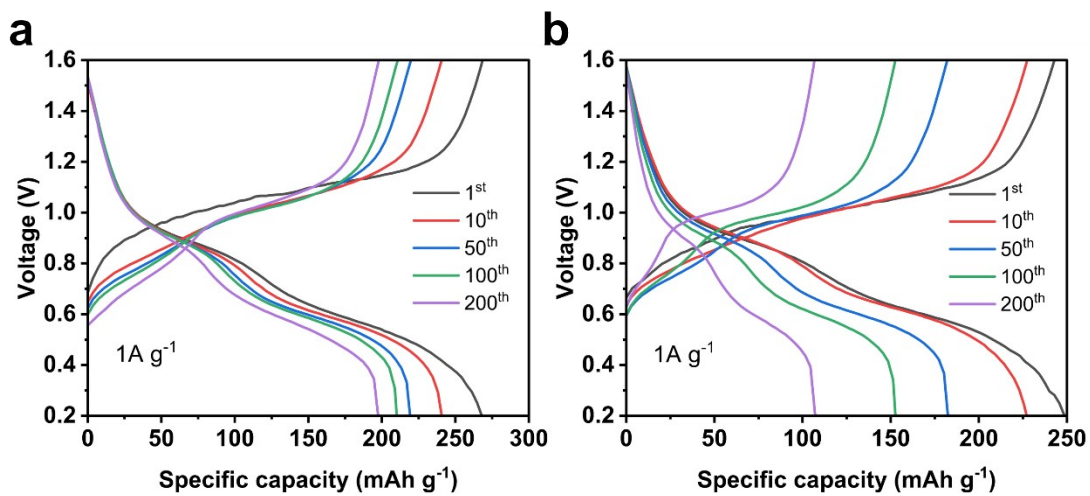 a
1.6
1.4
1.2
1.0
0.8
0.6
0.4
0.2
Voltage (V)
1st
10th
50th
100th
200th
1A g-1
0 50 100 150 200 250 300
Specific capacity (mAh g-1)
b
1.6
1.4
1.2
1.0
0.8
0.6
0.4
0.2
Voltage (V)
1st
10th
50th
100th
200th
1A g-1
0 50 100 150 200 250
Specific capacity (mAh g-1)